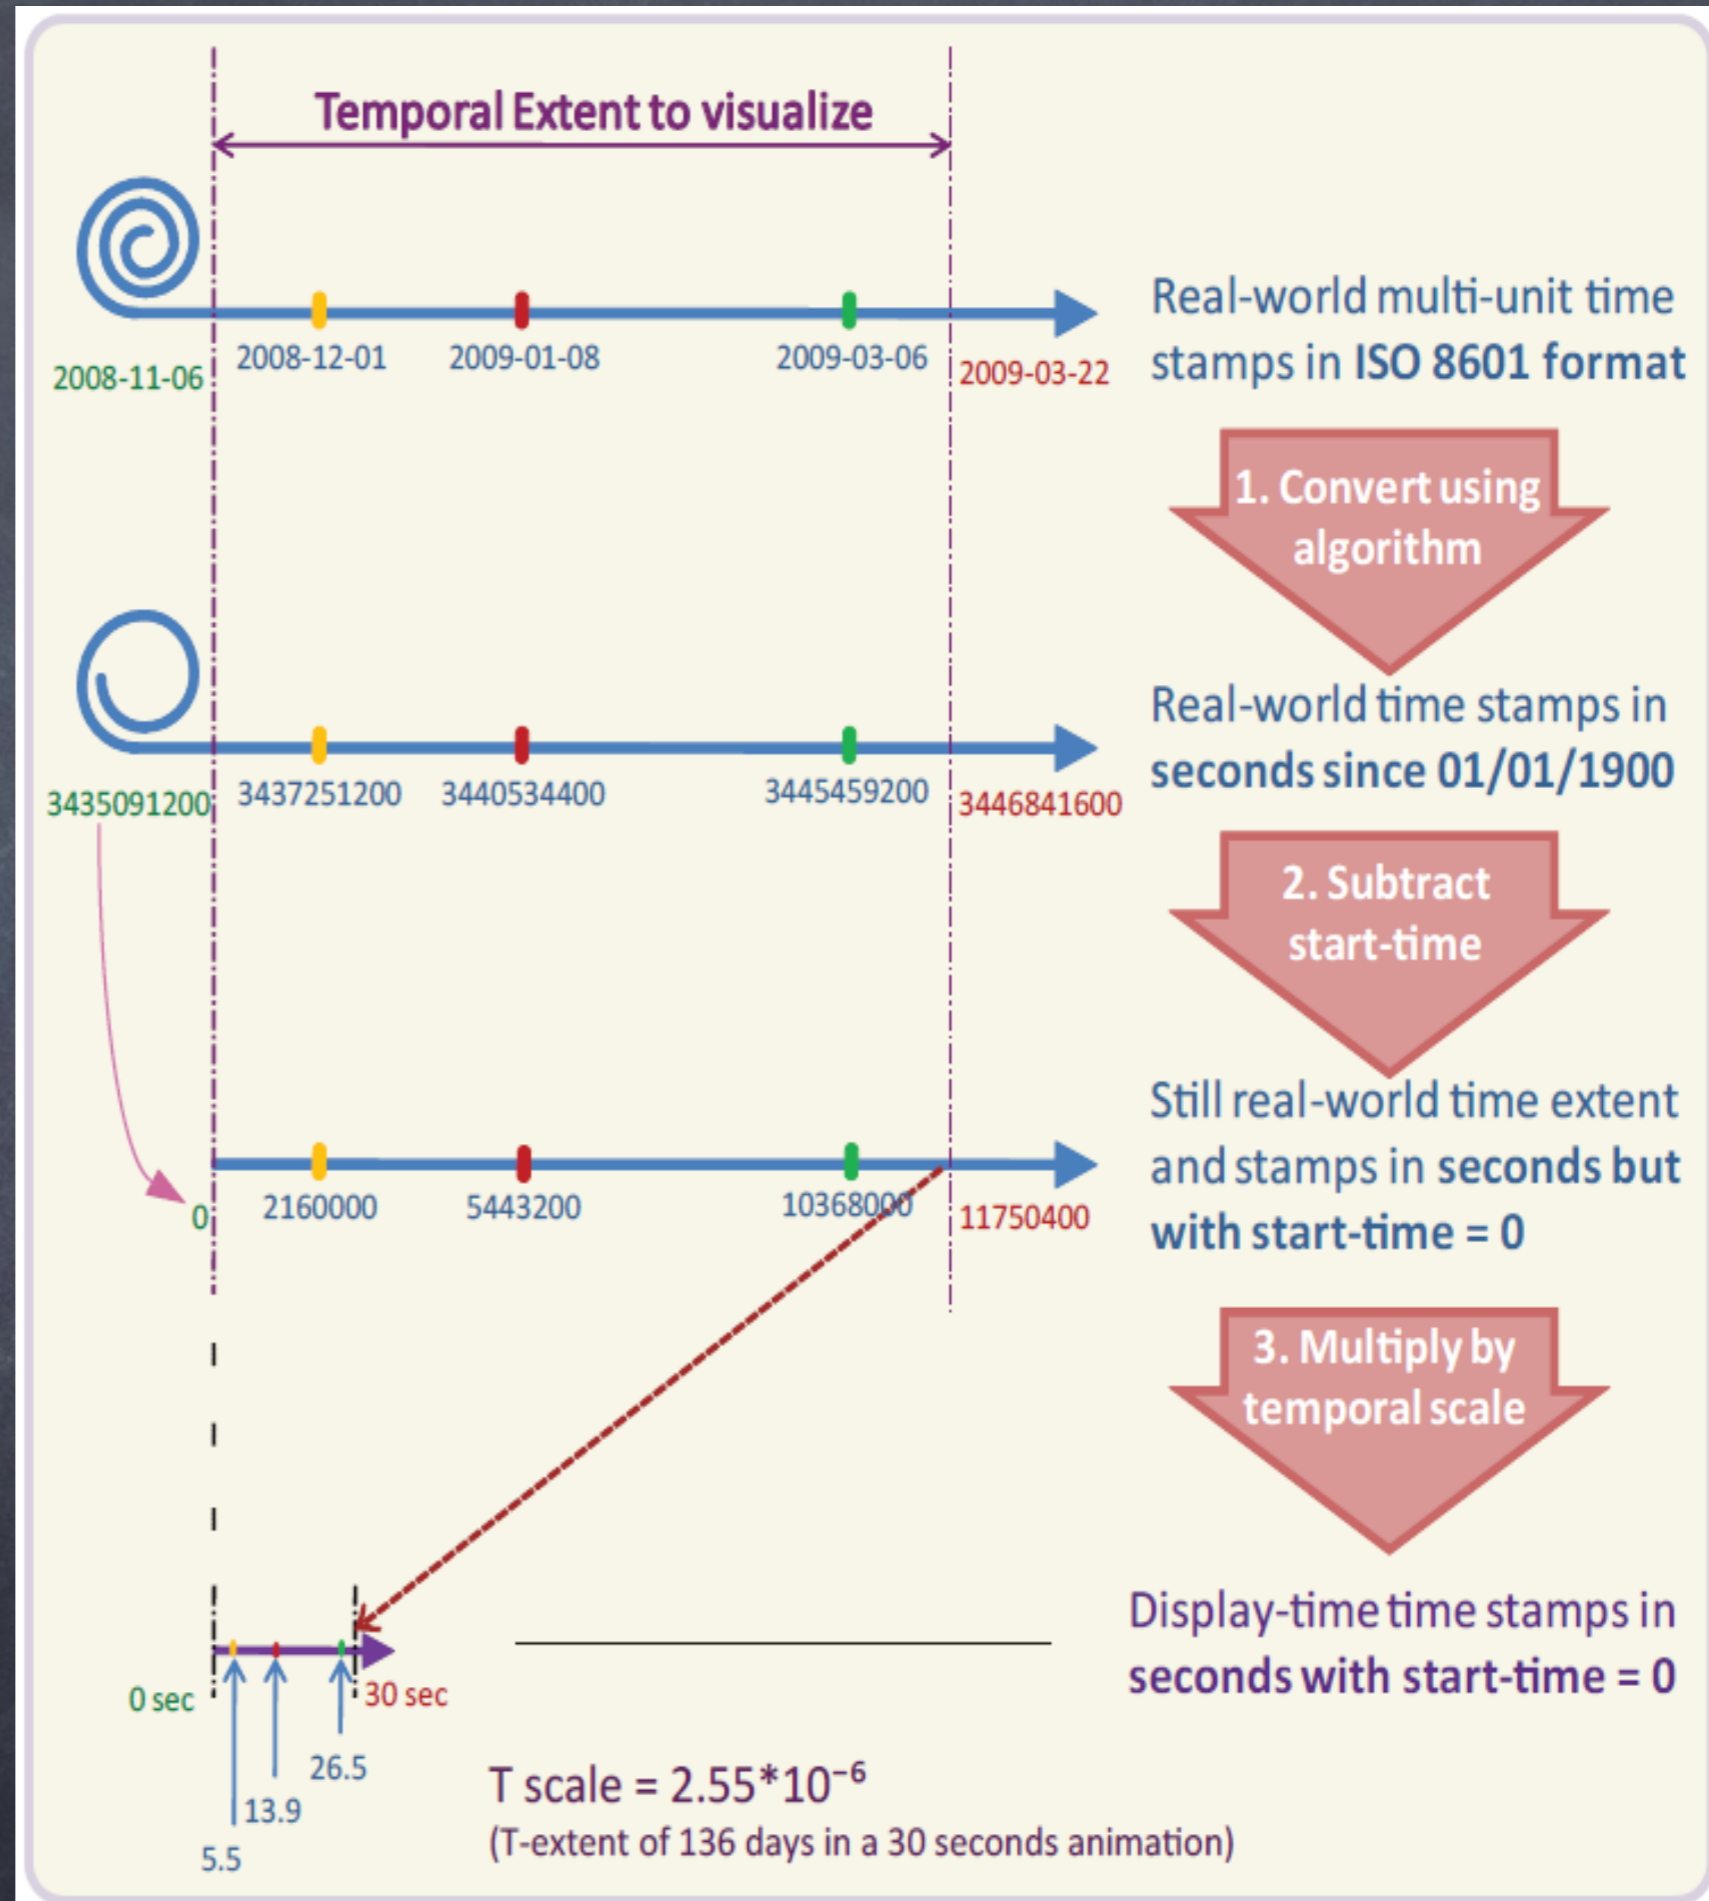 Temporal Extent to visualize
2008-11-06
2008-12-01
2009-01-08
2009-03-06
2009-03-22
Real-world multi-unit time
stamps in ISO 8601 format
1. Convert using
algorithm
3435091200
3437251200
3440534400
3445459200
3446841600
Real-world time stamps in
seconds since 01/01/1900
2. Subtract
start-time
0
2160000
5443200
10368000
11750400
Still real-world time extent
and stamps in seconds but
with start-time = 0
3. Multiply by
temporal scale
0 sec
30 sec
5.5
13.9
26.5
Display-time time stamps in
seconds with start-time = 0
T scale = 2.55*10⁻⁶
(T-extent of 136 days in a 30 seconds animation)